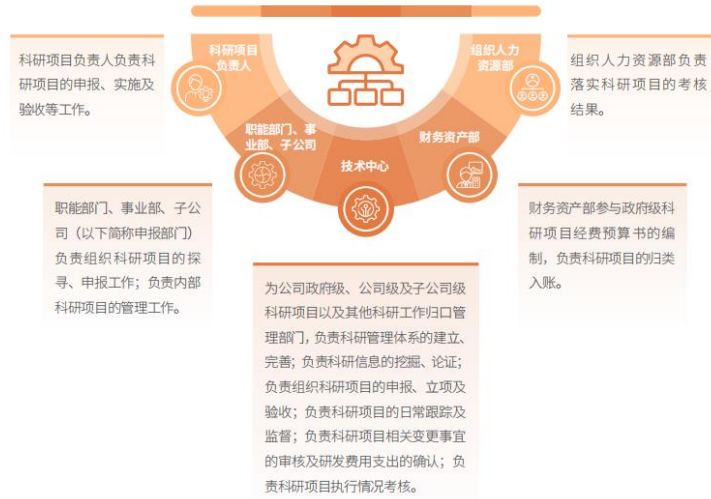 科研项目
负责人
组织人力
资源部
职能部门、事
业部、子公司
技术中心
财务资产部
科研项目负责人负责科
研项目的申报、实施及
验收等工作。
组织人力资源部负责
落实科研项目的考核
结果。
职能部门、事业部、子公
司（以下简称申报部门）
负责组织科研项目的探
寻、申报工作；负责内部
科研项目的管理工作。
财务资产部参与政府级科
研项目经费预算书的编
制，负责科研项目的归类
入账。
为公司政府级、公司级及子公司级
科研项目以及其他科研工作归口管
理部门，负责科研管理体系的建立、
完善；负责科研信息的挖掘、论证；
负责组织科研项目的申报、立项及
验收；负责科研项目的日常跟踪及
监督；负责科研项目相关变更事宜
的审核及研发费用支出的确认；负
责科研项目执行情况考核。